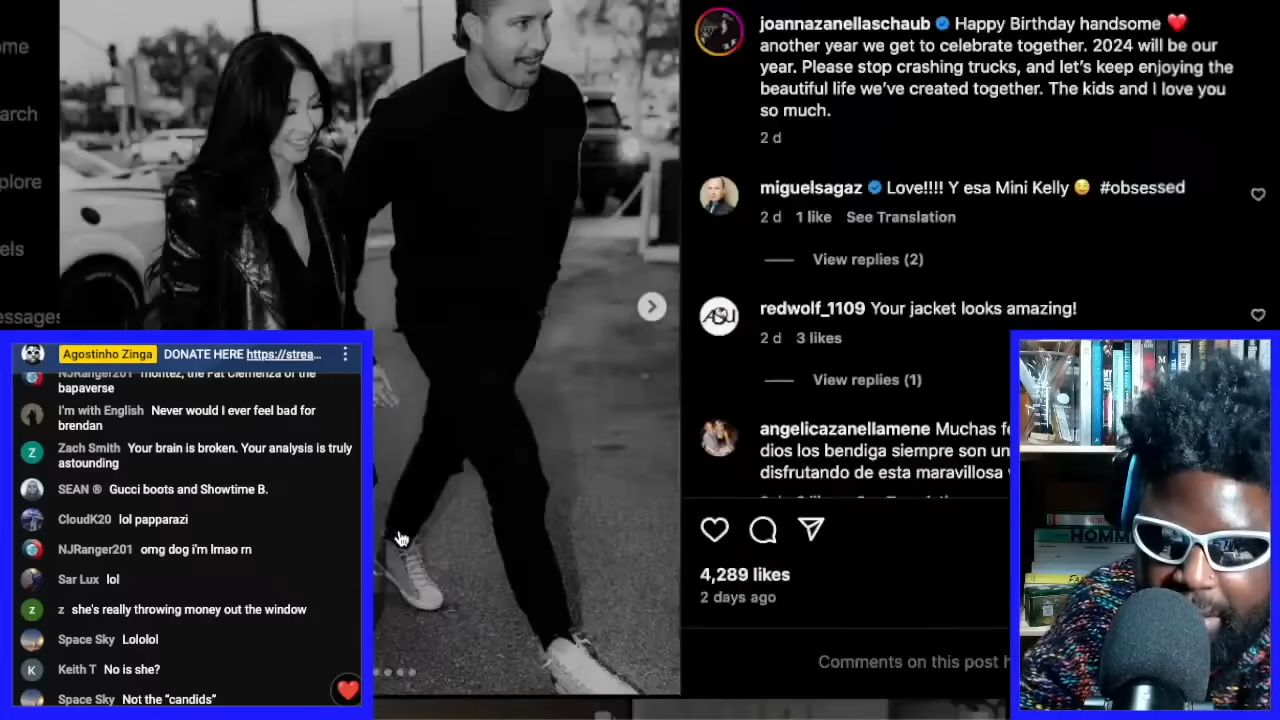 ome
arch
plore
els
essages
joannazanellaschaub Happy Birthday handsome ❤️
another year we get to celebrate together. 2024 will be our
year. Please stop crashing trucks, and let's keep enjoying the
beautiful life we've created together. The kids and I love you
so much.
2 d
miguelsagaz Love!!!! Y esa Mini Kelly 😉 #obsessed
2 d 1 like See Translation
View replies (2)
redwolf_1109 Your jacket looks amazing!
2 d 3 likes
View replies (1)
angelicazanellamene Muchas fe
dios los bendiga siempre son un
disfrutando de esta maravillosa
4,289 likes
2 days ago
Comments on this post h
Agostinho Zinga DONATE HERE https://strea...
NJRanger201 montez, the Fat Clemenza of the
bapaverse
I'm with English Never would I ever feel bad for
brendan
Z Zach Smith Your brain is broken. Your analysis is truly
astounding
SEAN ® Gucci boots and Showtime B.
CloudK20 lol papparazi
NJRanger201 omg dog i'm lmao rn
Sar Lux lol
z z she's really throwing money out the window
Space Sky Lololol
K Keith T No is she?
Space Sky Not the “candids”
ASU
HOMM